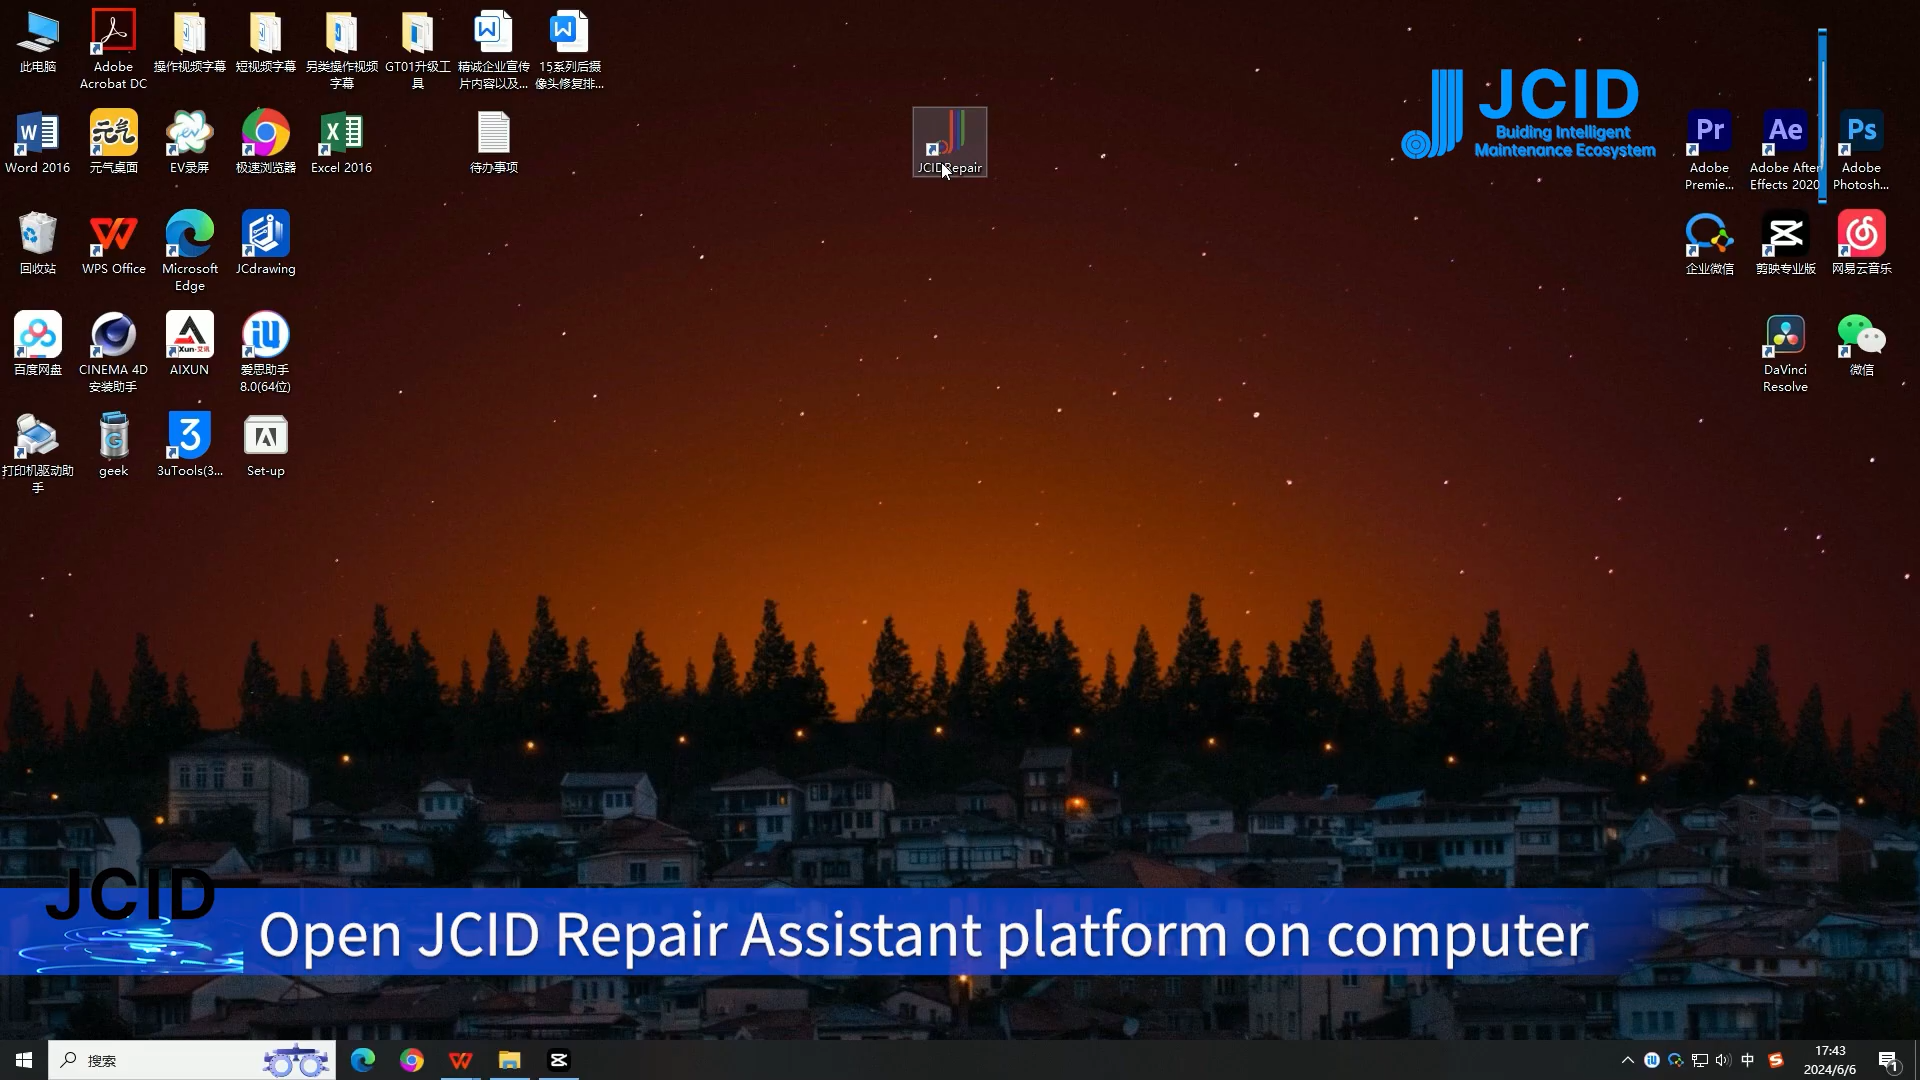 此电脑
Adobe
Acrobat DC
操作视频字幕
短视频字幕
另类操作视频
字幕
GT01升级工
具
精诚企业宣传
片内容以及...
15系列后摄
像头修复排...
Word 2016
元气桌面
EV录屏
极速浏览器
Excel 2016
待办事项
JCIDRepair
JCID
Buiding Intelligent
Maintenance Ecosystem
Pr
Ae
Ps
Adobe
Premie...
Adobe After
Effects 2020
Adobe
Photosh...
回收站
WPS Office
Microsoft
Edge
JCdrawing
企业微信
剪映专业版
网易云音乐
百度网盘
CINEMA 4D
安装助手
AIXUN
爱思助手
8.0(64位)
DaVinci
Resolve
微信
打印机驱动助
手
geek
3uTools(3...
Set-up
JCID
Open JCID Repair Assistant platform on computer
搜索
中
17:43
2024/6/6
1